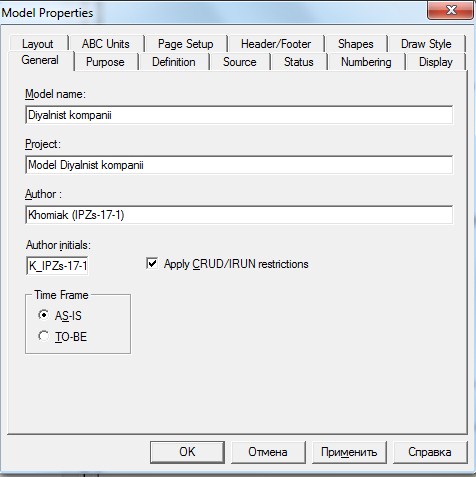 Model Properties
Layout ABC Units Page Setup Header/Footer Shapes Draw Style
General Purpose Definition Source Status Numbering Display
Model name:
Diyalnist kompanii
Project:
Model Diyalnist kompanii
Author :
Khomiak (IPZs-17-1)
Author initials:
K_IPZs-17-1
Apply CRUD/IRUN restrictions
Time Frame
AS-IS
TO-BE
OK Отмена Применить Справка